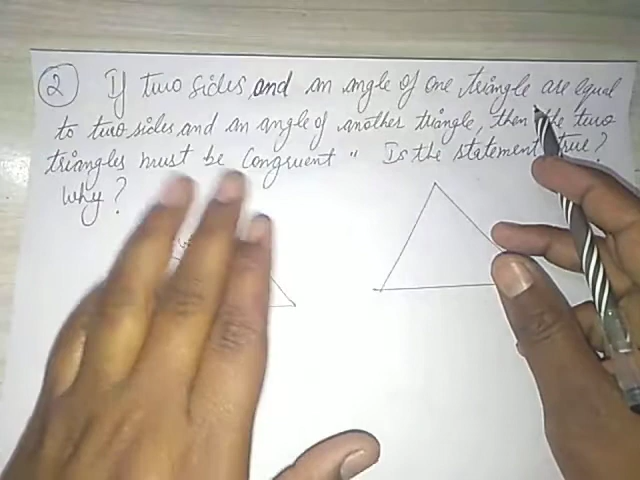 2 If two sides and an angle of one triangle are equal
to two sides and an angle of another triangle, then the two
triangles must be congruent " Is the statement true?
Why?